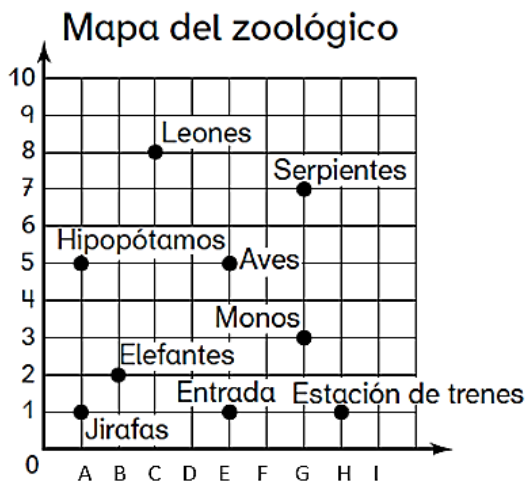 Mapa del zoológico
10
9
Leones
8
Serpientes
7
6
Hipopótamos
5
Aves
4
Monos
3
Elefantes
2
Entrada
Estación de trenes
1
Jirafas
0
A B C D E F G H I